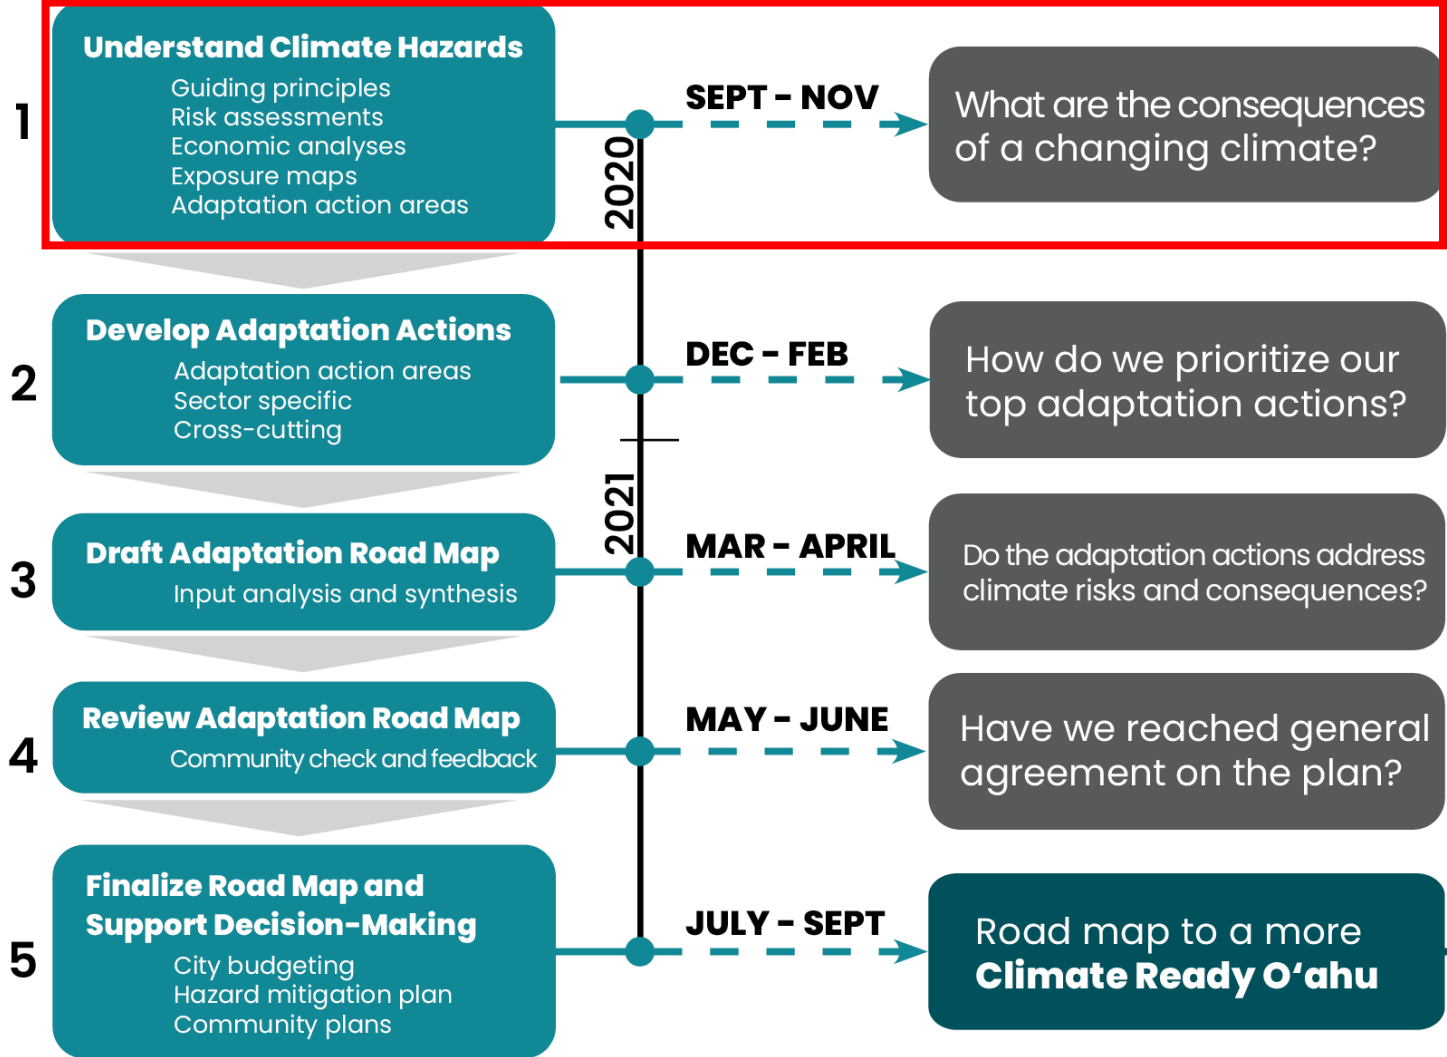 1
Understand Climate Hazards
Guiding principles
Risk assessments
Economic analyses
Exposure maps
Adaptation action areas
SEPT - NOV
What are the consequences
of a changing climate?
2020
2
Develop Adaptation Actions
Adaptation action areas
Sector specific
Cross-cutting
DEC - FEB
How do we prioritize our
top adaptation actions?
2021
3
Draft Adaptation Road Map
Input analysis and synthesis
MAR - APRIL
Do the adaptation actions address
climate risks and consequences?
4
Review Adaptation Road Map
Community check and feedback
MAY - JUNE
Have we reached general
agreement on the plan?
5
Finalize Road Map and
Support Decision-Making
City budgeting
Hazard mitigation plan
Community plans
JULY - SEPT
Road map to a more
Climate Ready Oʻahu